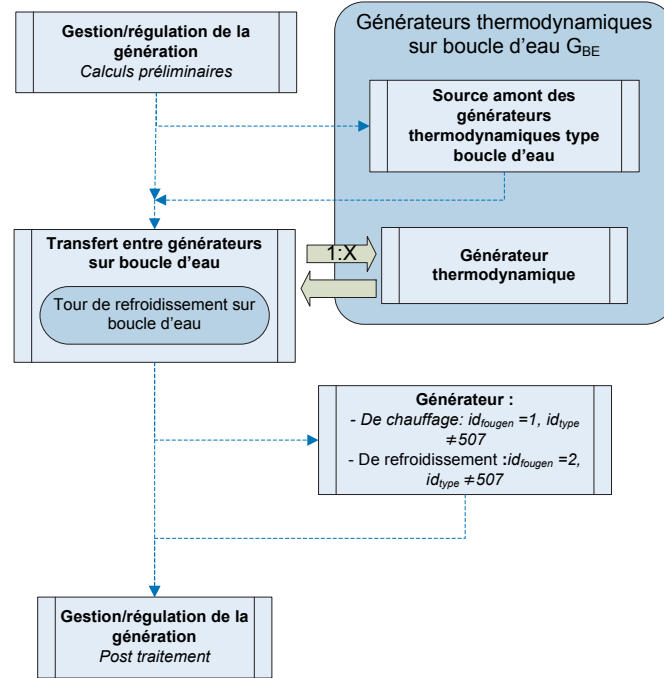 Gestion/régulation de la
génération
Calculs préliminaires
Générateurs thermodynamiques
sur boucle d'eau GBE
Source amont des
générateurs
thermodynamiques type
boucle d'eau
Transfert entre générateurs
sur boucle d'eau
Tour de refroidissement sur
boucle d'eau
1:X
Générateur
thermodynamique
Générateur :
- De chauffage: idfougen =1, idtype
≠507
- De refroidissement :idfougen =2,
idtype ≠507
Gestion/régulation de la
génération
Post traitement